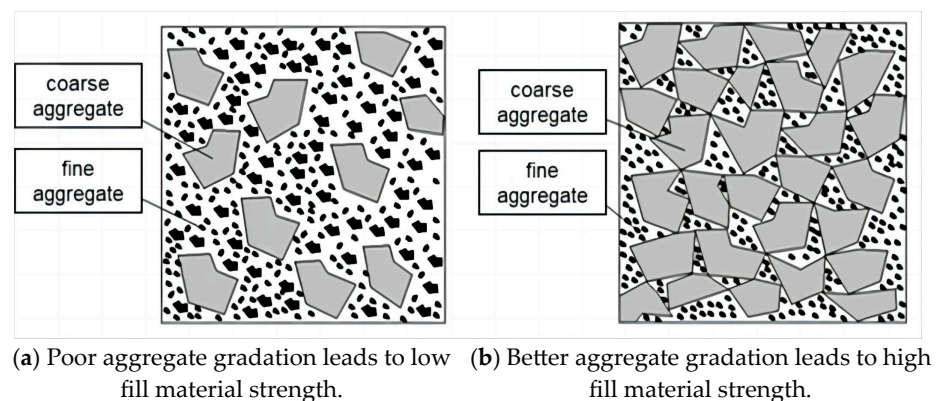 coarse
aggregate
fine
aggregate
coarse
aggregate
fine
aggregate
(a) Poor aggregate gradation leads to low
fill material strength.
(b) Better aggregate gradation leads to high
fill material strength.